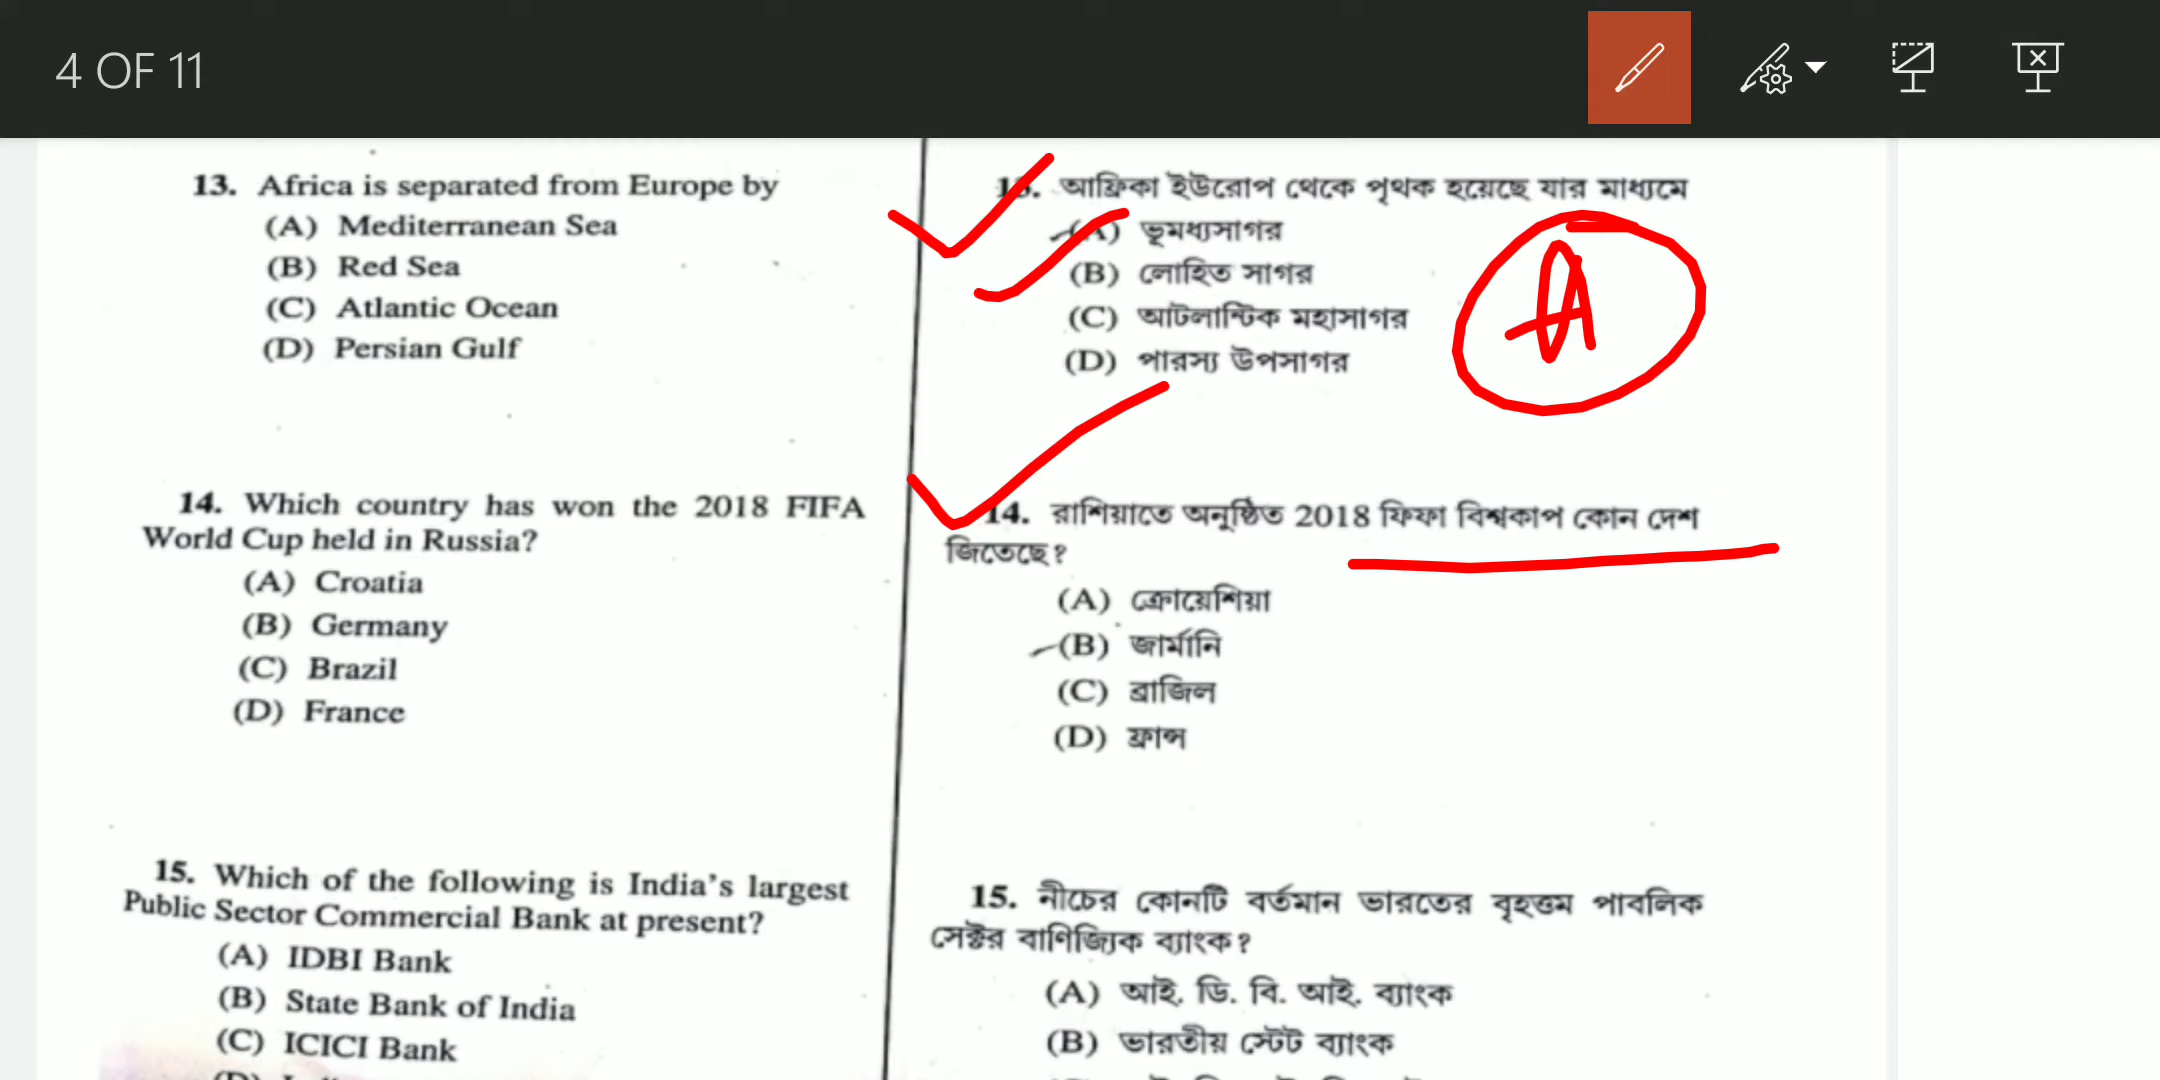 4 OF 11
13. Africa is separated from Europe by
(A) Mediterranean Sea
(B) Red Sea
(C) Atlantic Ocean
(D) Persian Gulf
14. Which country has won the 2018 FIFA
World Cup held in Russia?
(A) Croatia
(B) Germany
(C) Brazil
(D) France
15. Which of the following is India's largest
Public Sector Commercial Bank at present?
(A) IDBI Bank
(B) State Bank of India
(C) ICICI Bank
13. আফ্রিকা ইউরোপ থেকে পৃথক হয়েছে যার মাধ্যমে
(A) ভূমধ্যসাগর
(B) লোহিত সাগর
(C) আটলান্টিক মহাসাগর
(D) পারস্য উপসাগর
A
14. রাশিয়াতে অনুষ্ঠিত 2018 ফিফা বিশ্বকাপ কোন দেশ
জিতেছে?
(A) ক্রোয়েশিয়া
(B) জার্মানি
(C) ব্রাজিল
(D) ফ্রান্স
15. নীচের কোনটি বর্তমান ভারতের বৃহত্তম পাবলিক
সেক্টর বাণিজ্যিক ব্যাংক?
(A) আই. ডি. বি. আই. ব্যাংক
(B) ভারতীয় স্টেট ব্যাংক